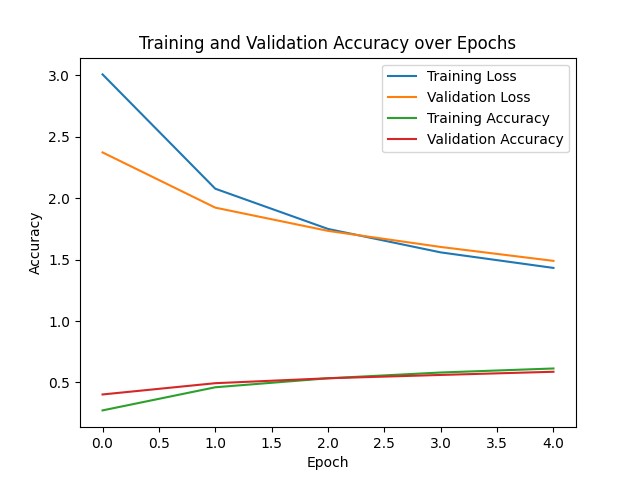 Training and Validation Accuracy over Epochs
Training Loss
Validation Loss
Training Accuracy
Validation Accuracy
3.0
2.5
2.0
1.5
1.0
0.5
Accuracy
0.0 0.5 1.0 1.5 2.0 2.5 3.0 3.5 4.0
Epoch